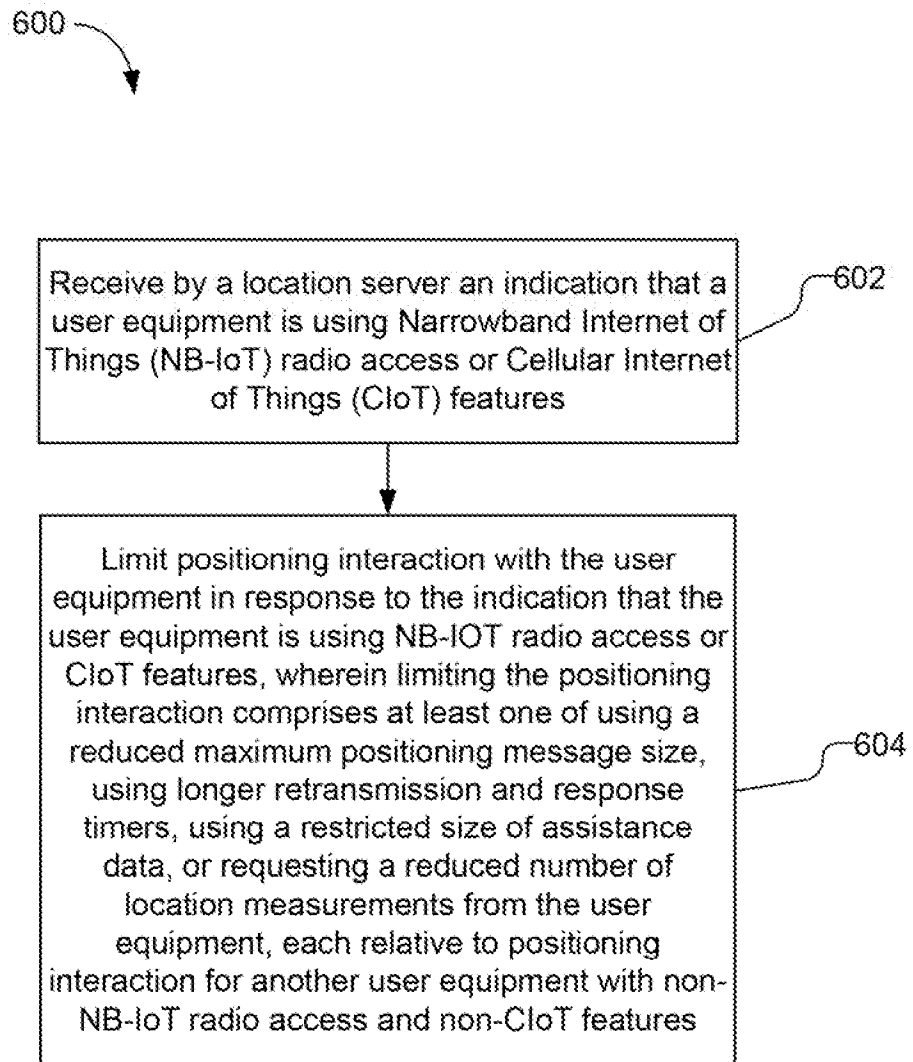 600
Receive by a location server an indication that a
user equipment is using Narrowband Internet of
Things (NB-IoT) radio access or Cellular Internet
of Things (CIoT) features
602
Limit positioning interaction with the user
equipment in response to the indication that the
user equipment is using NB-IOT radio access or
CIoT features, wherein limiting the positioning
interaction comprises at least one of using a
reduced maximum positioning message size,
using longer retransmission and response
timers, using a restricted size of assistance
data, or requesting a reduced number of
location measurements from the user
equipment, each relative to positioning
interaction for another user equipment with non-
NB-IoT radio access and non-CIoT features
604